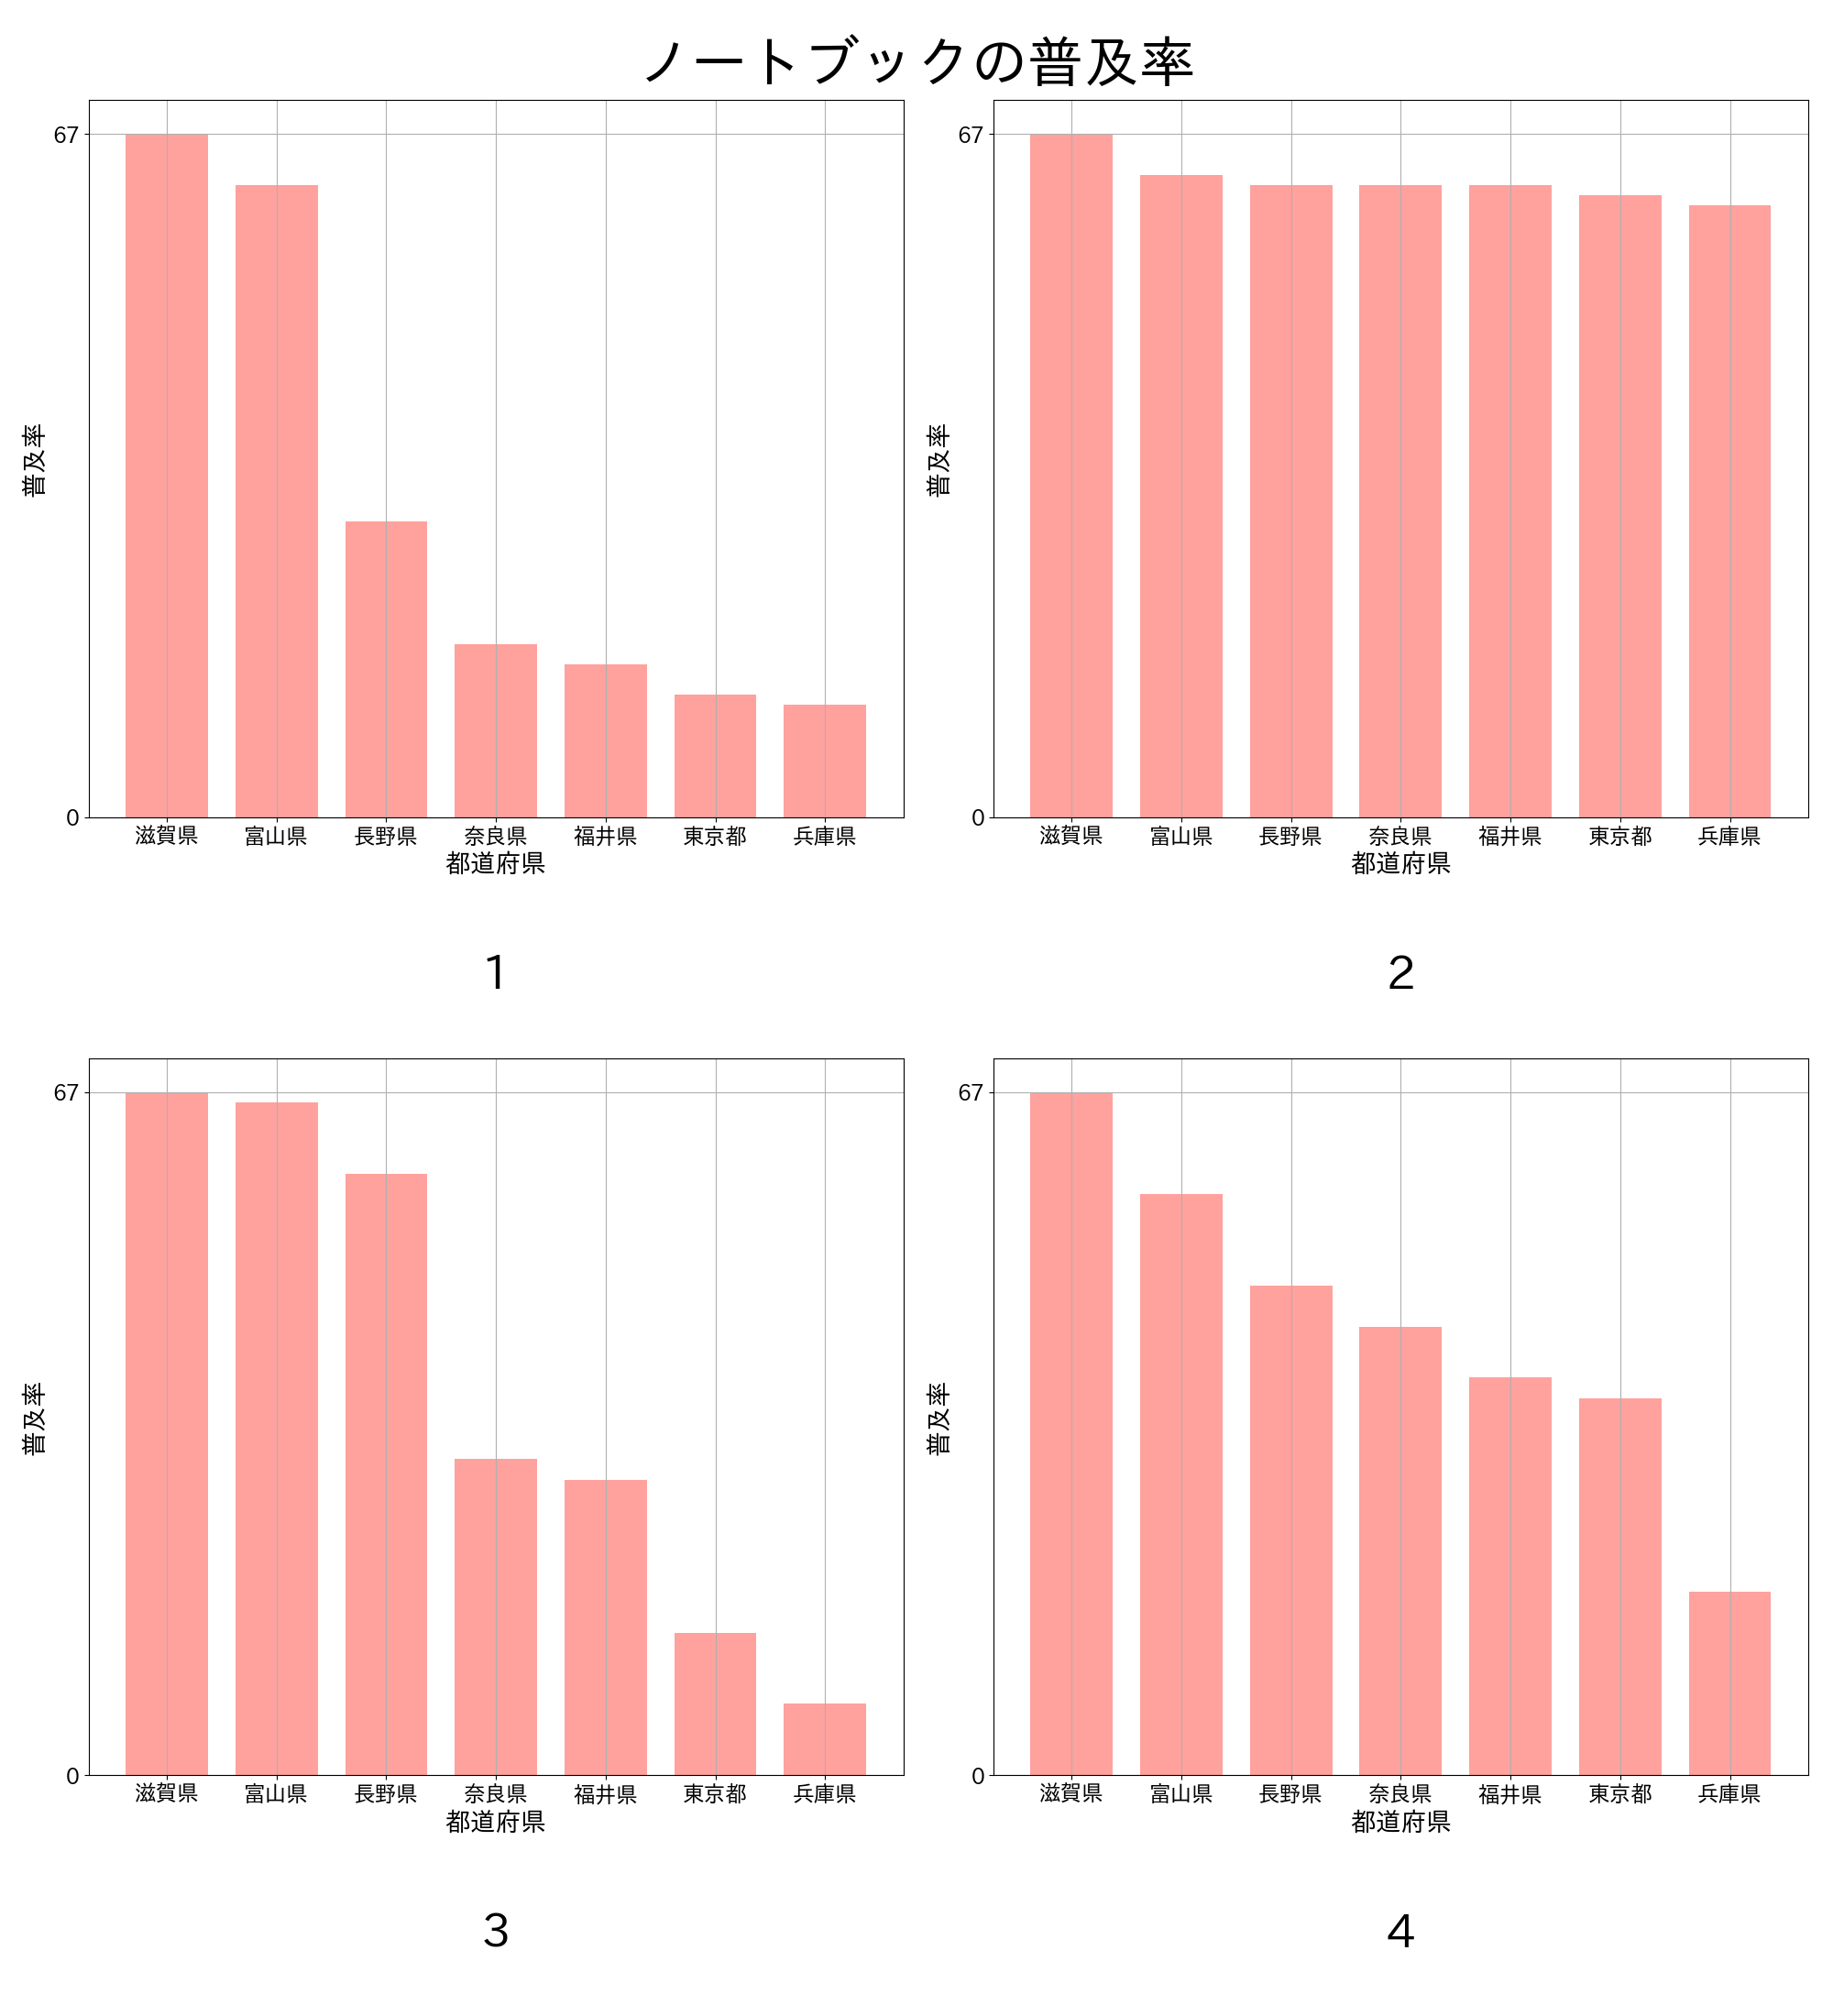 ノートブックの普及率
67
0
普及率
滋賀県 富山県 長野県 奈良県 福井県 東京都 兵庫県
都道府県
1
67
0
普及率
滋賀県 富山県 長野県 奈良県 福井県 東京都 兵庫県
都道府県
2
67
0
普及率
滋賀県 富山県 長野県 奈良県 福井県 東京都 兵庫県
都道府県
3
67
0
普及率
滋賀県 富山県 長野県 奈良県 福井県 東京都 兵庫県
都道府県
4